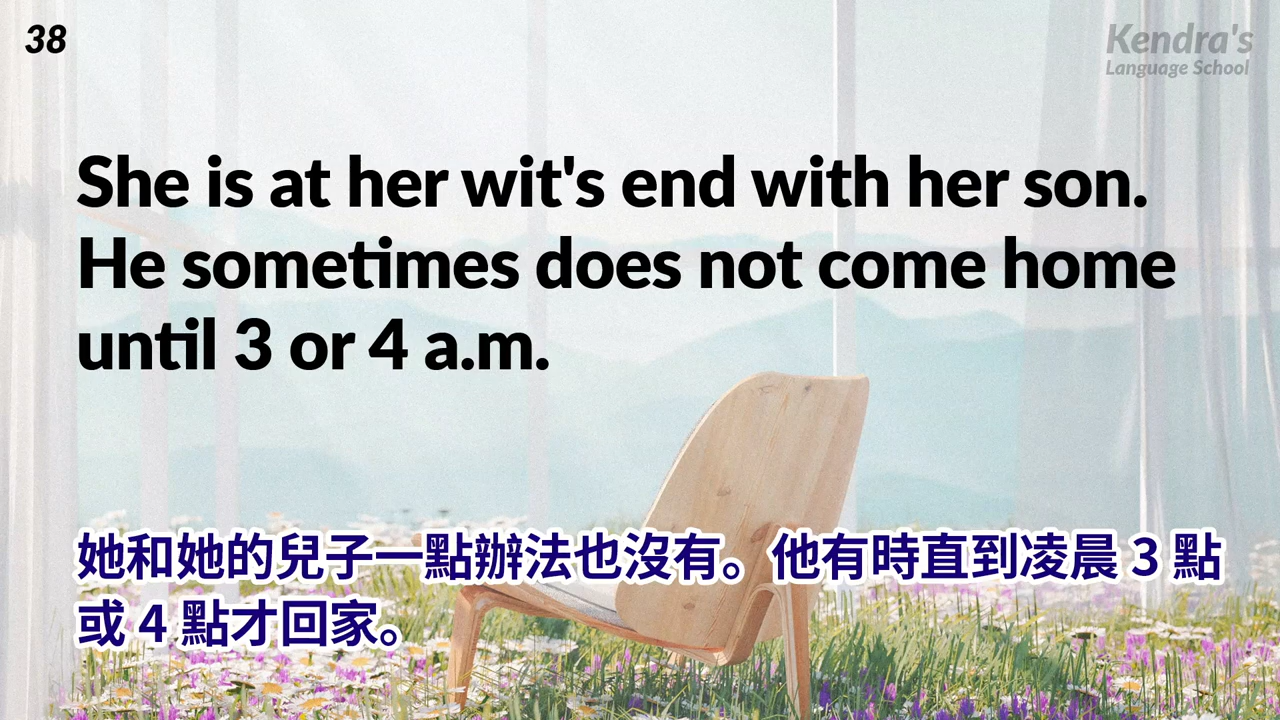 38
Kendra's
Language School
She is at her wit's end with her son.
He sometimes does not come home
until 3 or 4 a.m.
她和她的兒子一點辦法也沒有。他有時直到凌晨 3 點
或 4 點才回家。